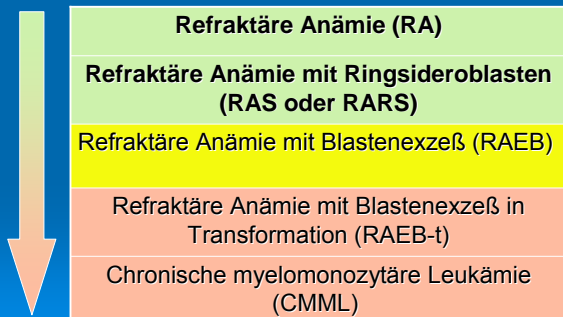 Refraktäre Anämie (RA)
Refraktäre Anämie mit Ringsideroblasten
(RAS oder RARS)
Refraktäre Anämie mit Blastenexzeß (RAEB)
Refraktäre Anämie mit Blastenexzeß in
Transformation (RAEB-t)
Chronische myelomonozytäre Leukämie
(CMML)